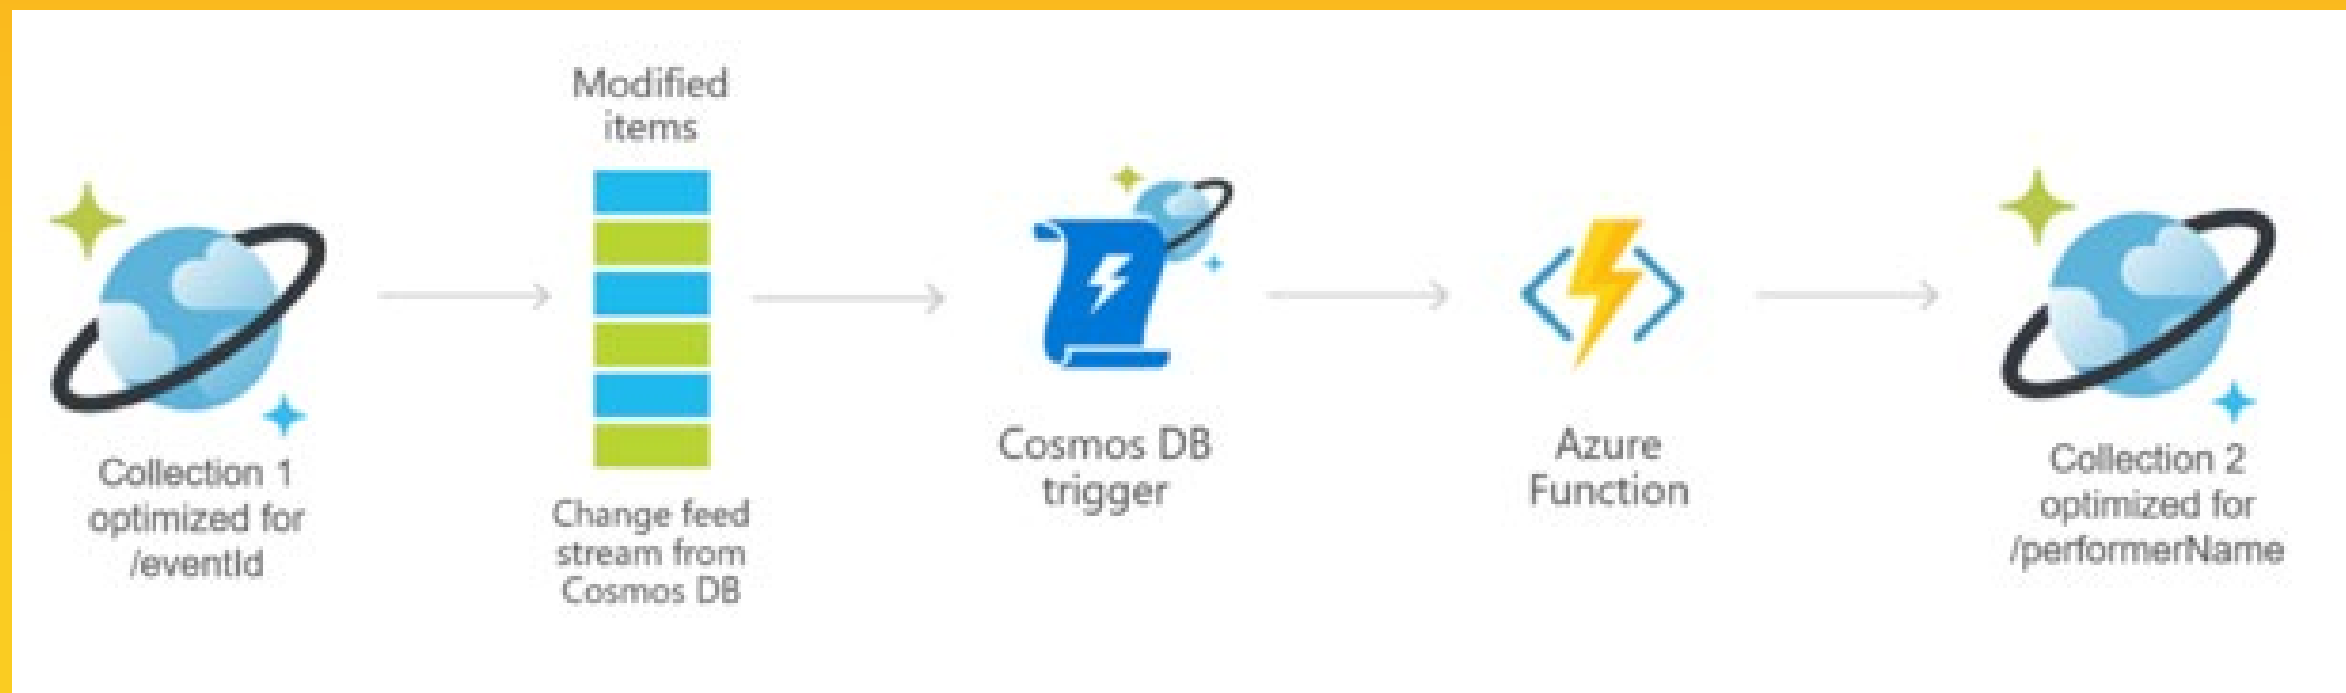 Modified
items
Collection 1
optimized for
/eventId
Change feed
stream from
Cosmos DB
Cosmos DB
trigger
Azure
Function
Collection 2
optimized for
/performerName